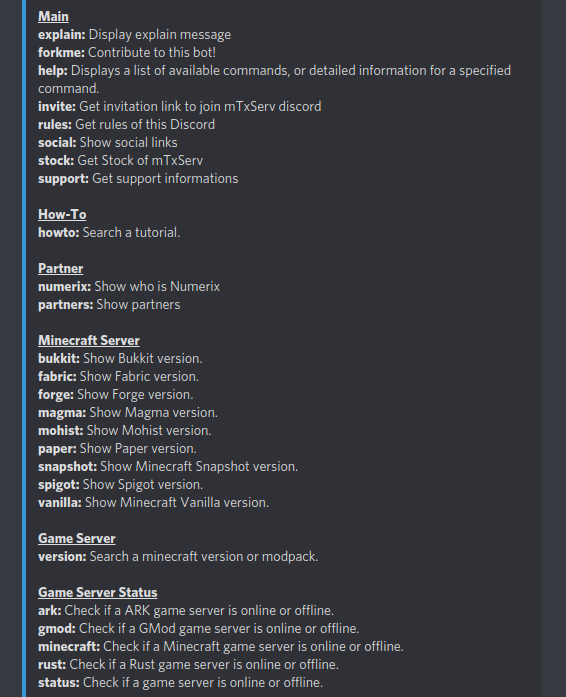 Main
explain: Display explain message
forkme: Contribute to this bot!
help: Displays a list of available commands, or detailed information for a specified
command.
invite: Get invitation link to join mTxServ discord
rules: Get rules of this Discord
social: Show social links
stock: Get Stock of mTxServ
support: Get support informations
How-To
howto: Search a tutorial.
Partner
numerix: Show who is Numerix
partners: Show partners
Minecraft Server
bukkit: Show Bukkit version.
fabric: Show Fabric version.
forge: Show Forge version.
magma: Show Magma version.
mohist: Show Mohist version.
paper: Show Paper version.
snapshot: Show Minecraft Snapshot version.
spigot: Show Spigot version.
vanilla: Show Minecraft Vanilla version.
Game Server
version: Search a minecraft version or modpack.
Game Server Status
ark: Check if a ARK game server is online or offline.
gmod: Check if a GMod game server is online or offline.
minecraft: Check if a Minecraft game server is online or offline.
rust: Check if a Rust game server is online or offline.
status: Check if a game server is online or offline.